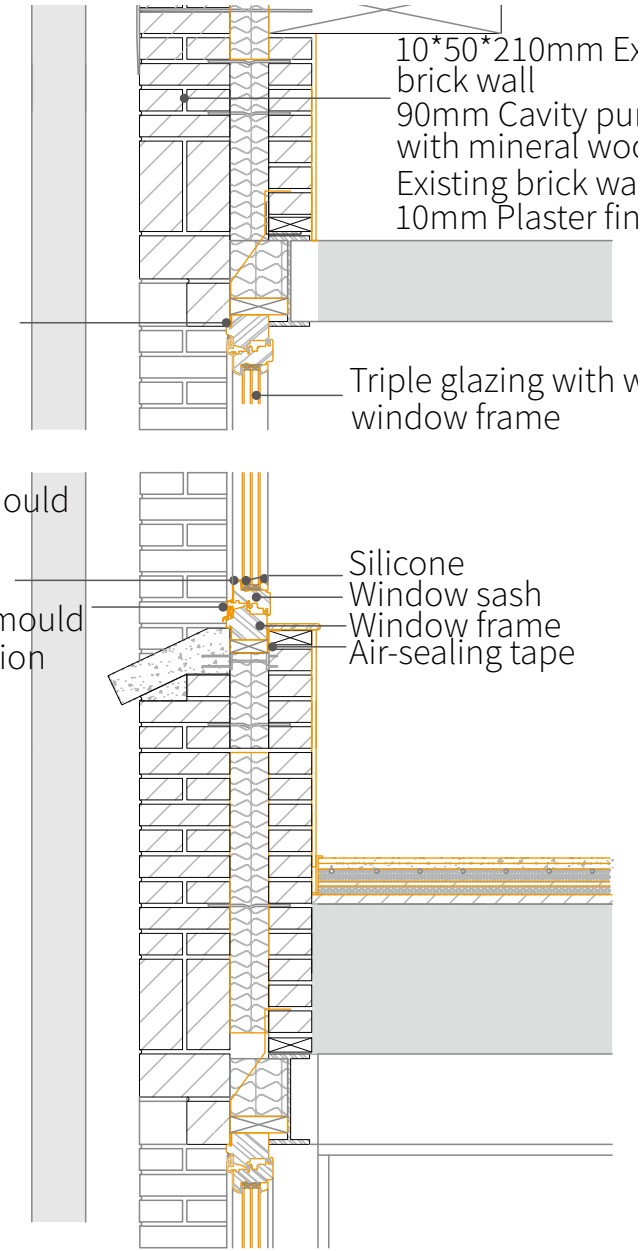 10*50*210mm Ex
brick wall
90mm Cavity pu
with mineral woo
Existing brick wa
10mm Plaster fin
Triple glazing with w
window frame
ould
mould
ion
Silicone
Window sash
Window frame
Air-sealing tape